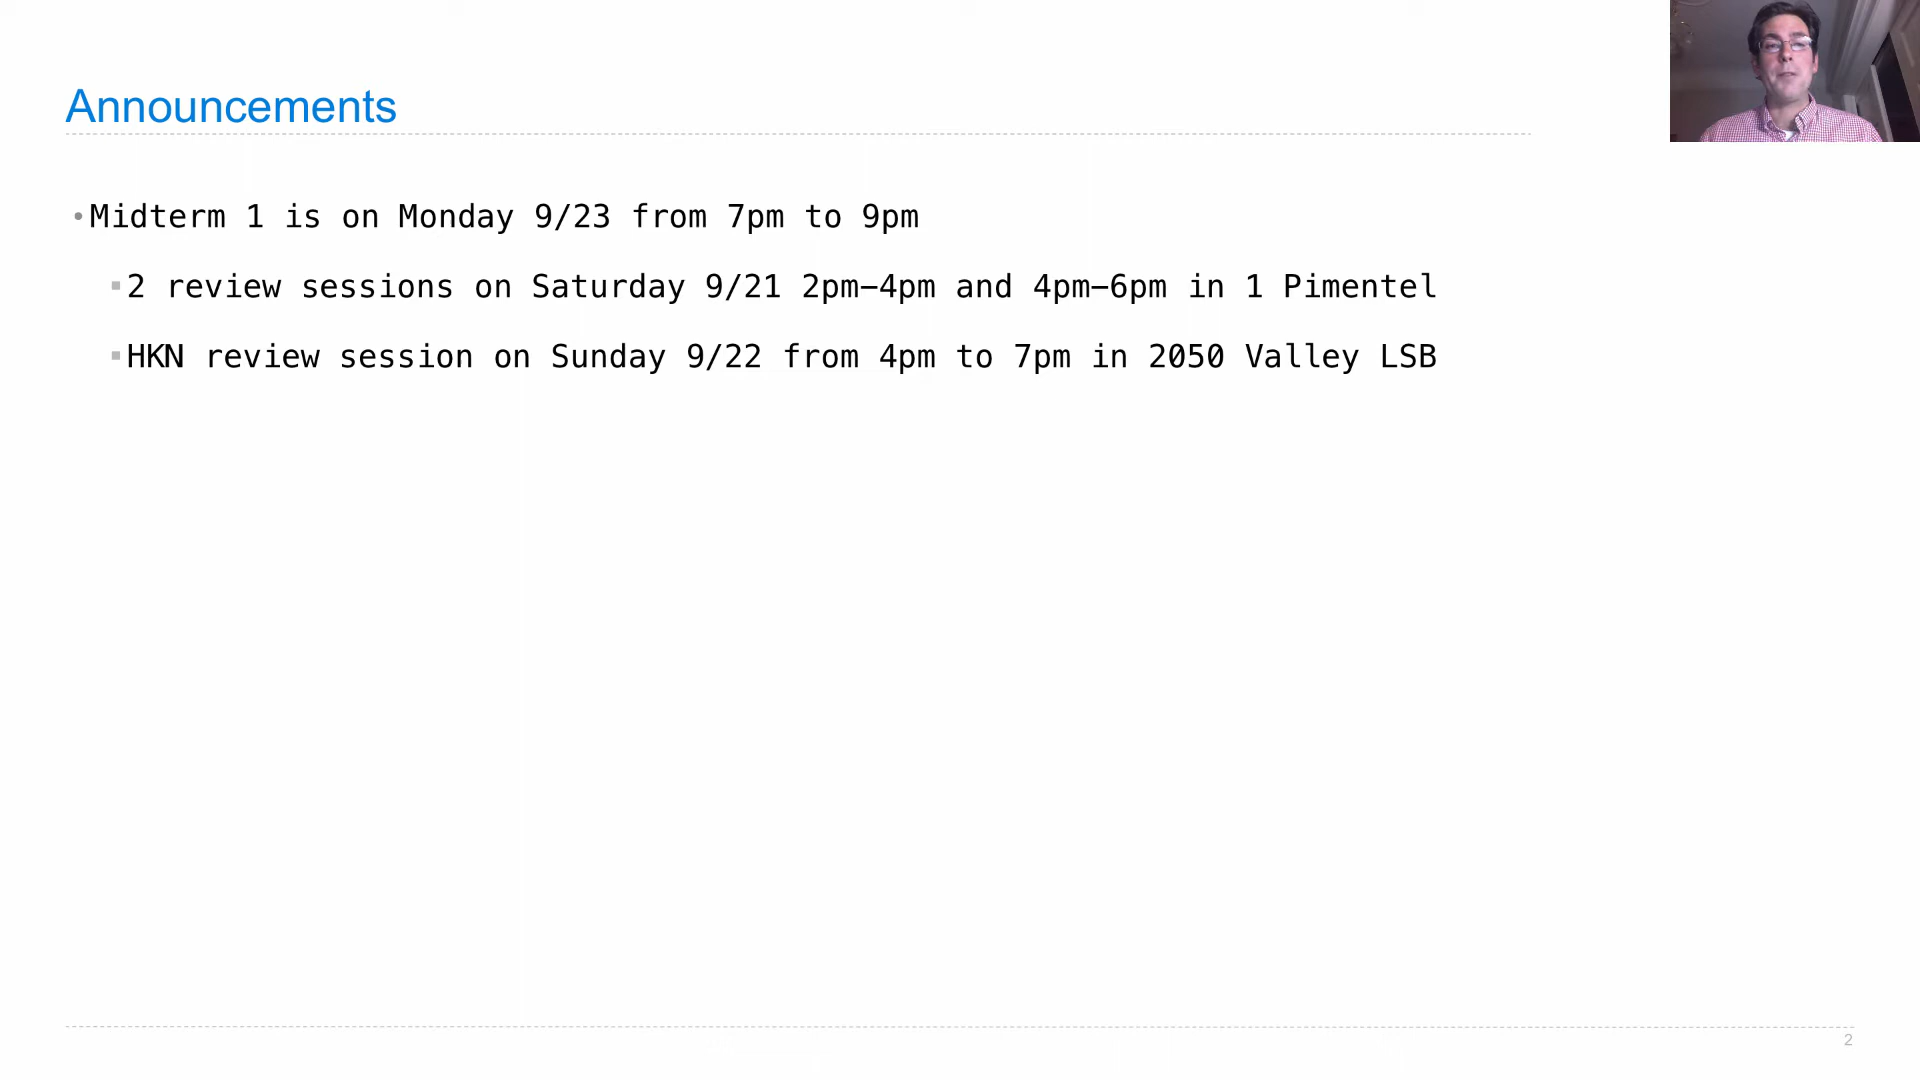 Announcements
•Midterm 1 is on Monday 9/23 from 7pm to 9pm
▪2 review sessions on Saturday 9/21 2pm–4pm and 4pm–6pm in 1 Pimentel
▪HKN review session on Sunday 9/22 from 4pm to 7pm in 2050 Valley LSB
2